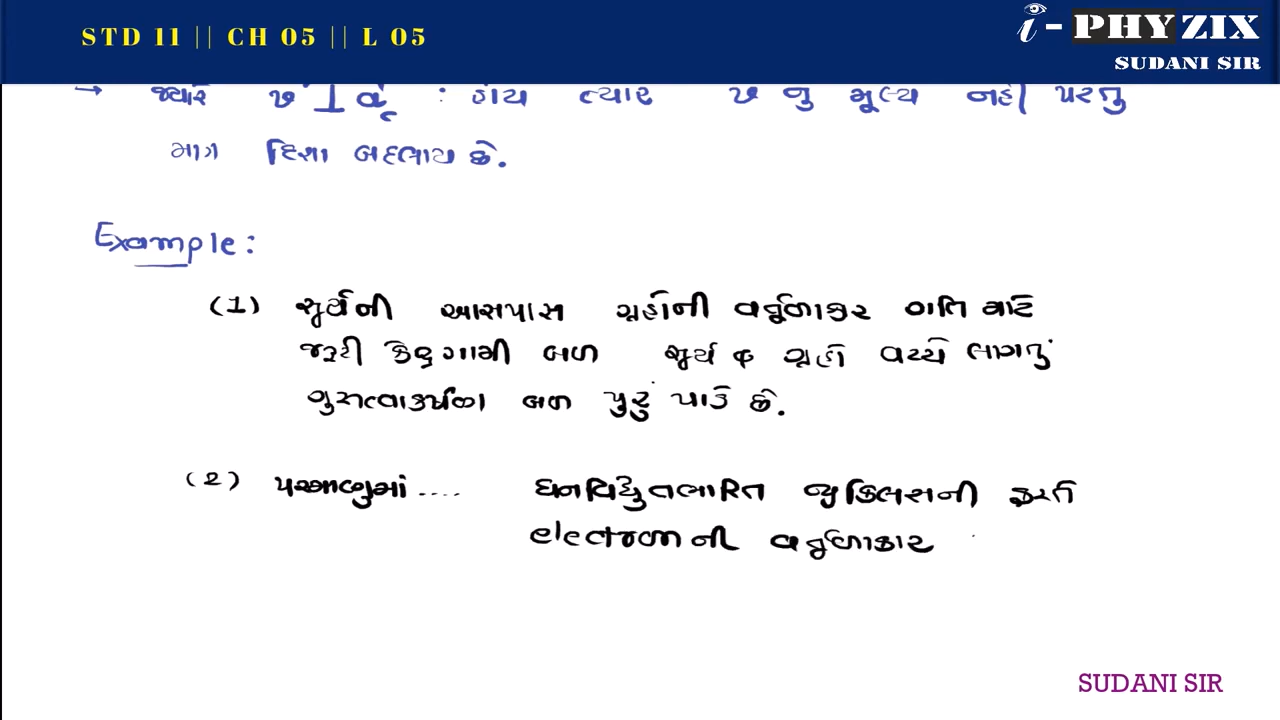 STD 11 || CH 05 || L 05
i - PHYZIX
SUDANI SIR
→ જ્યારે ⊥ : હોય ત્યારે નું મૂલ્ય નહીં પરંતુ
માત્ર દિશા બદલાય છે.
Example:
(1) સૂર્યની આસપાસ ગ્રહોની વર્તુળાકાર ગતિ માટે
જરૂરી કેન્દ્રગામી બળ સૂર્ય ગ્રહો વચ્ચે લાગતું
ગુરુત્વાકર્ષણ બળ પુરું પાડે છે.
(2) પરમાણુમાં .... ધનવિદ્યુતભારિત ન્યુક્લિયસની ફરતે
electronની વર્તુળાકાર
SUDANI SIR